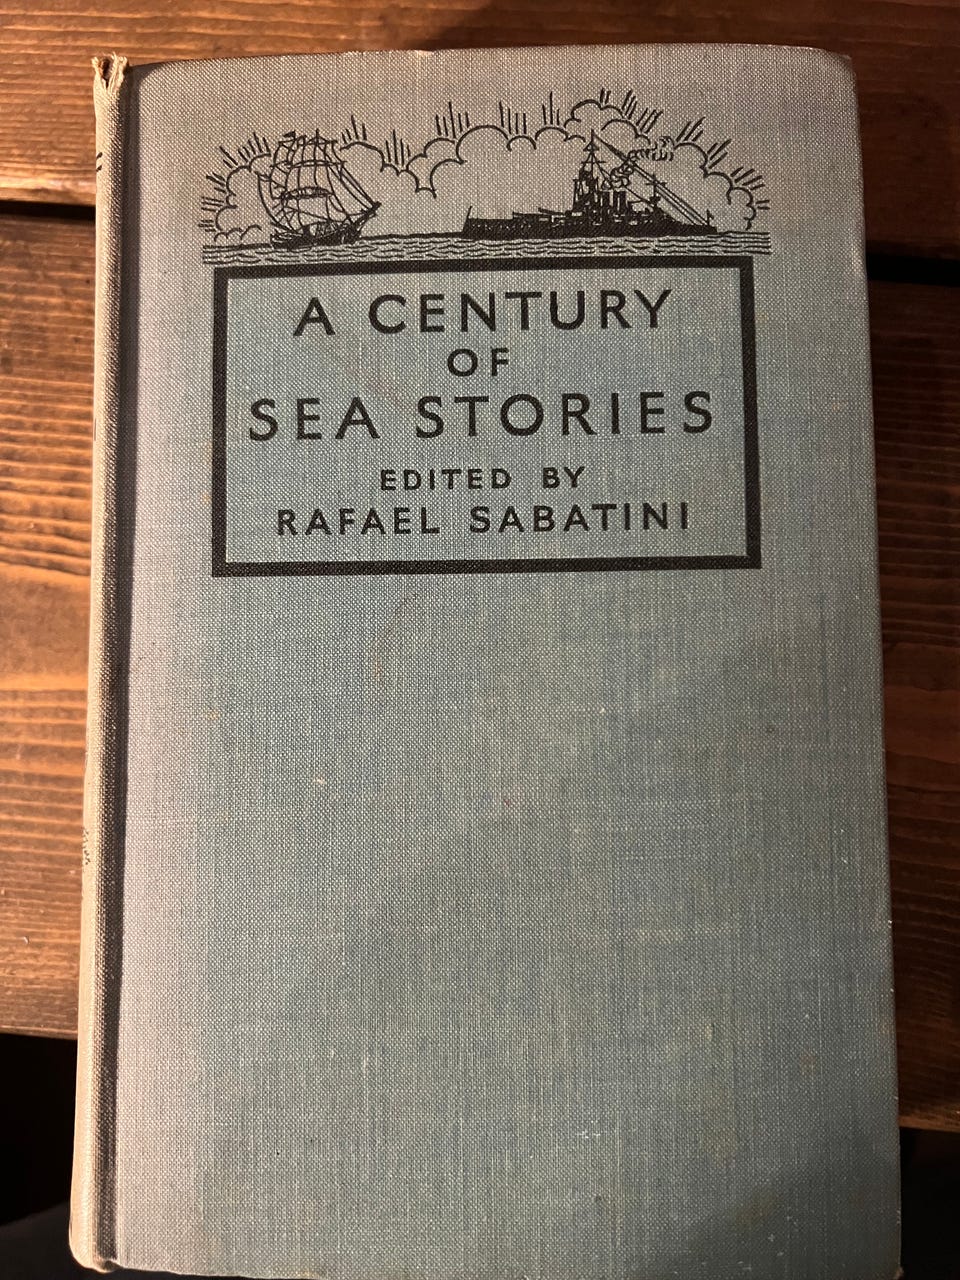 A CENTURY
OF
SEA STORIES
EDITED BY
RAFAEL SABATINI